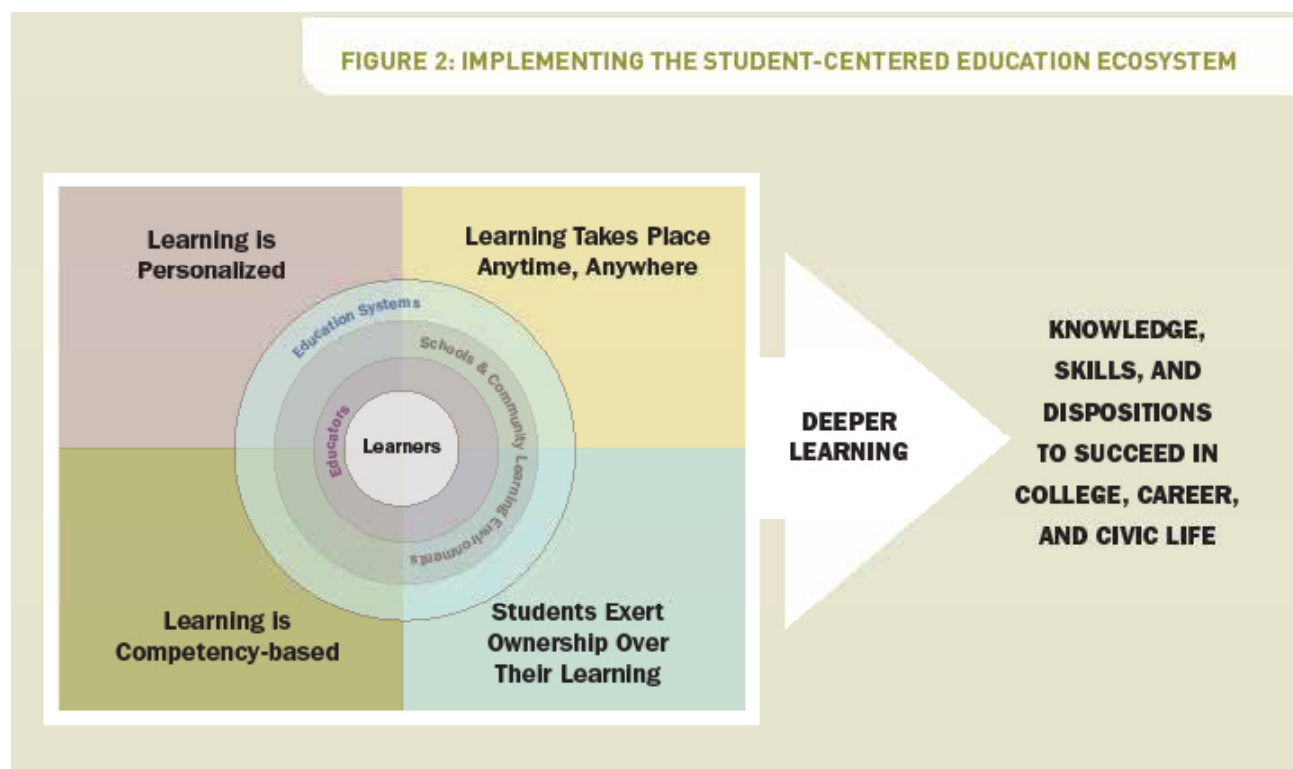 FIGURE 2: IMPLEMENTING THE STUDENT-CENTERED EDUCATION ECOSYSTEM
Learning is
Personalized
Learning Takes Place
Anytime, Anywhere
Education Systems
Schools & Community Learning Environments
Educators
Learners
Learning is
Competency-based
Students Exert
Ownership Over
Their Learning
DEEPER
LEARNING
KNOWLEDGE,
SKILLS, AND
DISPOSITIONS
TO SUCCEED IN
COLLEGE, CAREER,
AND CIVIC LIFE